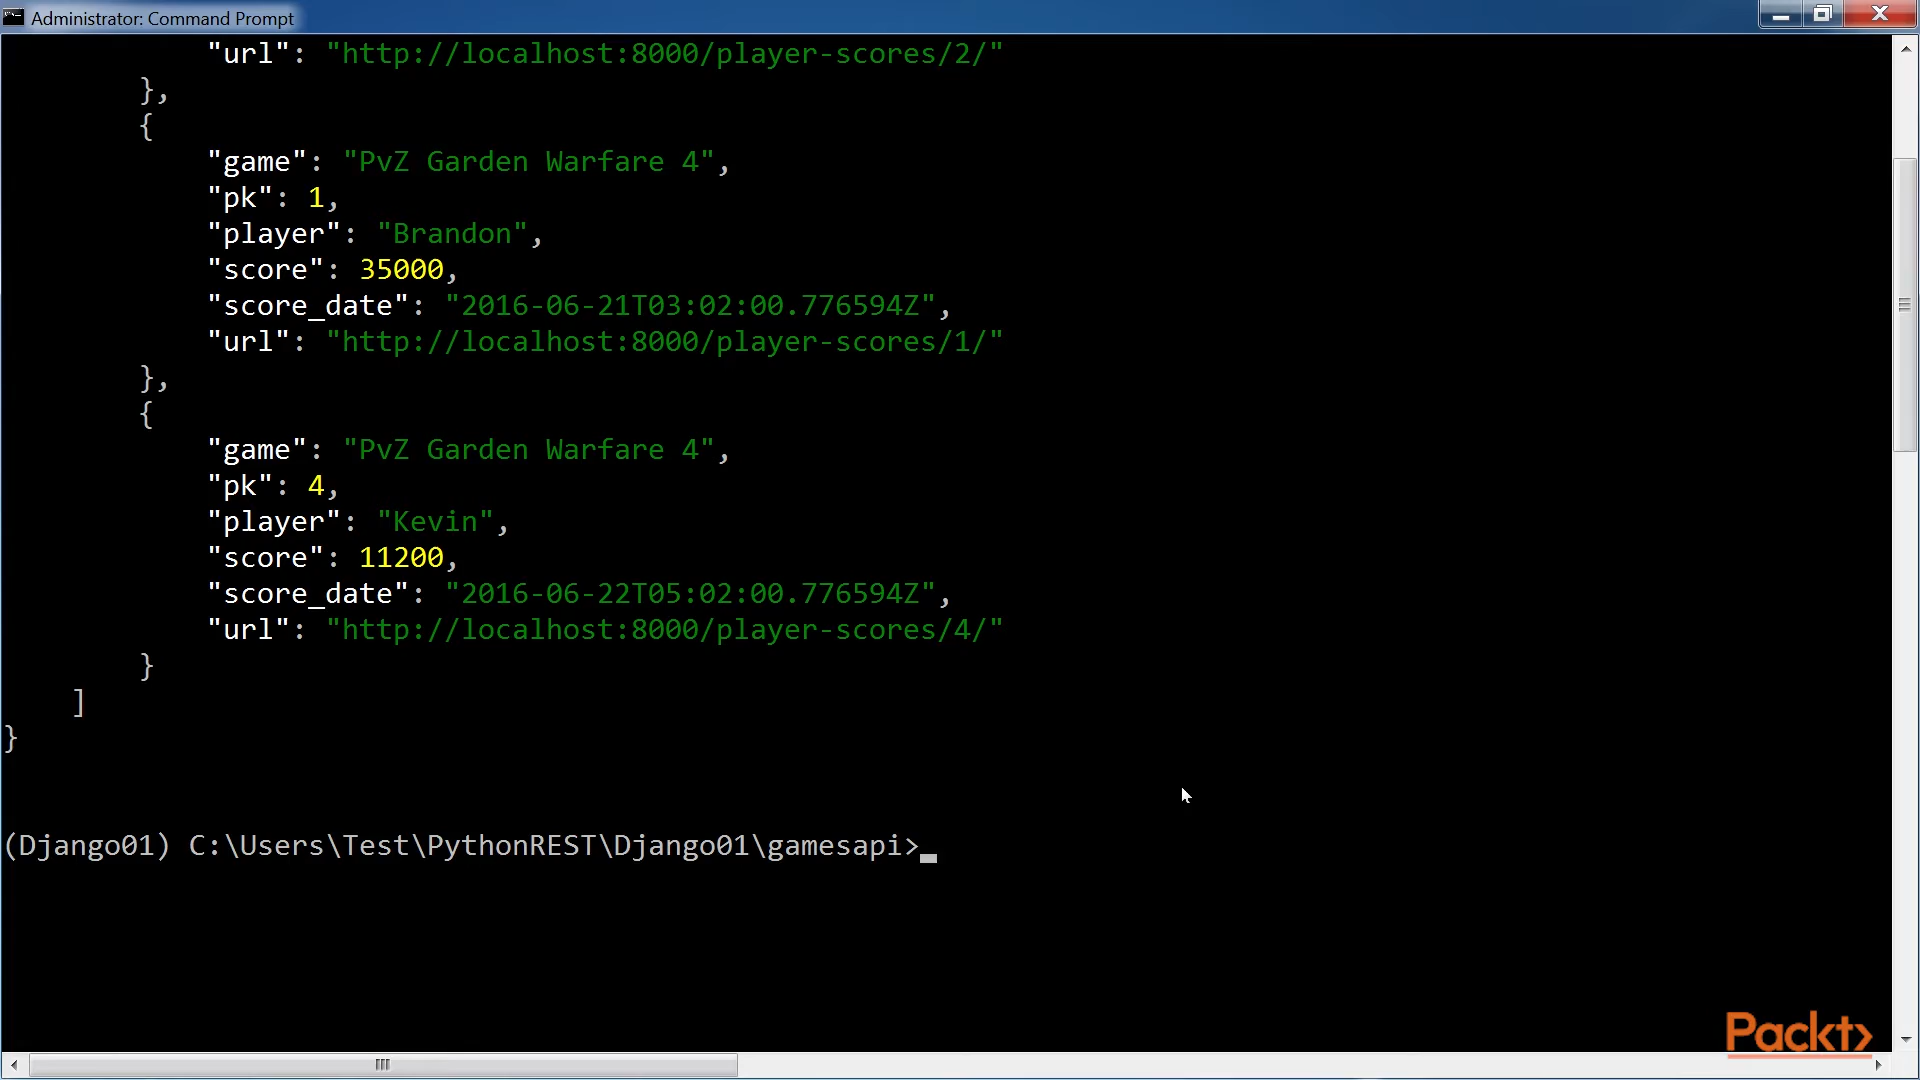 Administrator: Command Prompt
"url": "http://localhost:8000/player-scores/2/"
},
{
"game": "PvZ Garden Warfare 4",
"pk": 1,
"player": "Brandon",
"score": 35000,
"score_date": "2016-06-21T03:02:00.776594Z",
"url": "http://localhost:8000/player-scores/1/"
},
{
"game": "PvZ Garden Warfare 4",
"pk": 4,
"player": "Kevin",
"score": 11200,
"score_date": "2016-06-22T05:02:00.776594Z",
"url": "http://localhost:8000/player-scores/4/"
}
]
}
(Django01) C:\Users\Test\PythonREST\Django01\gamesapi>
Packt>